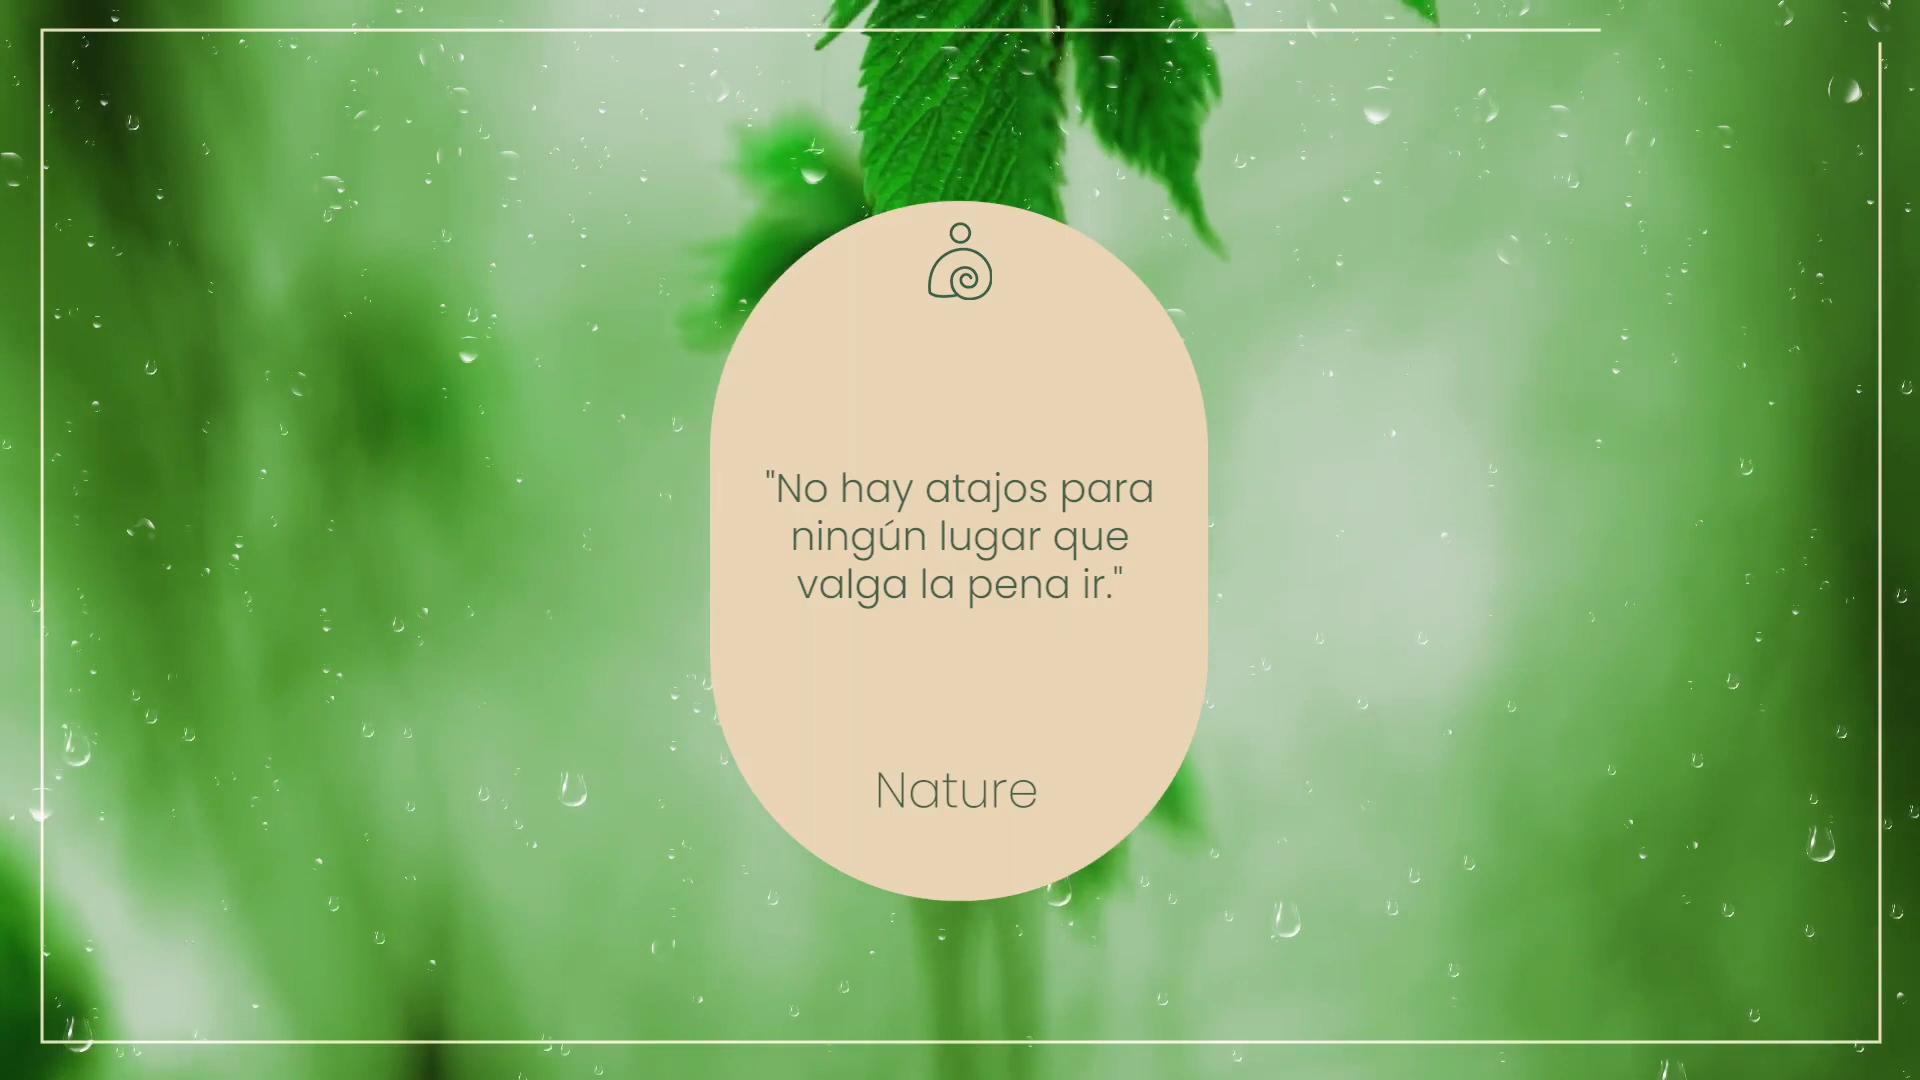 "No hay atajos para
ningún lugar que
valga la pena ir."
Nature